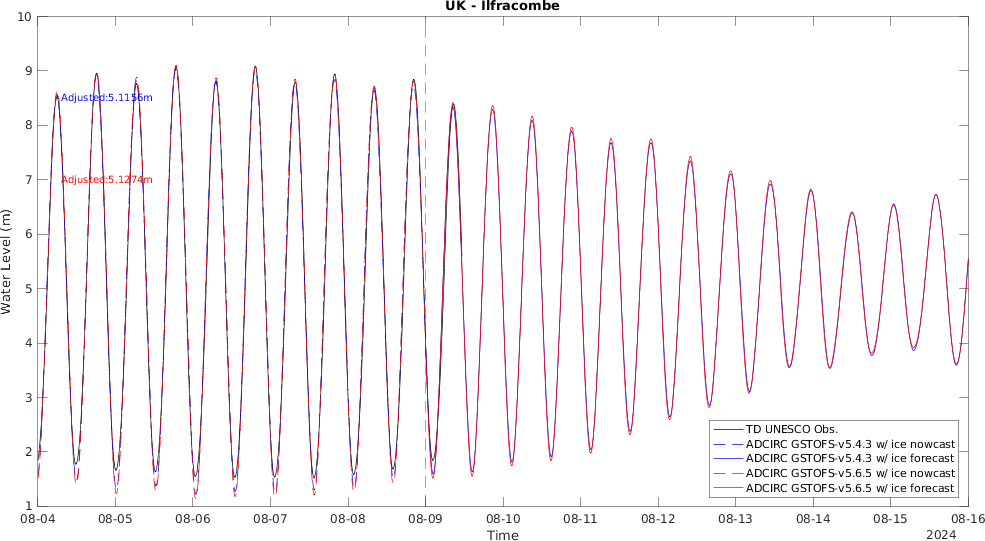 UK - Ilfracombe
10
9
8
7
6
5
4
3
2
1
Water Level (m)
Adjusted:5.1156m
Adjusted:5.1274m
TD UNESCO Obs.
ADCIRC GSTOFS-v5.4.3 w/ ice nowcast
ADCIRC GSTOFS-v5.4.3 w/ ice forecast
ADCIRC GSTOFS-v5.6.5 w/ ice nowcast
ADCIRC GSTOFS-v5.6.5 w/ ice forecast
08-04 08-05 08-06 08-07 08-08 08-09 08-10 08-11 08-12 08-13 08-14 08-15 08-16
Time
2024